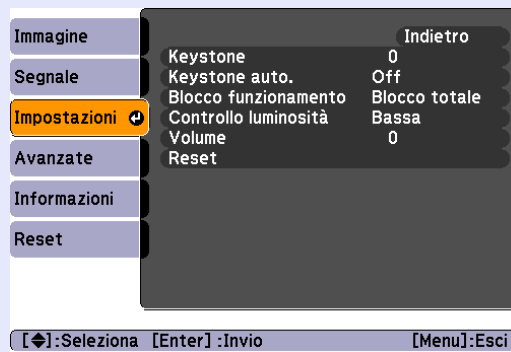 Immagine
Segnale
Impostazioni
Avanzate
Informazioni
Reset
Indietro
Keystone 0
Keystone auto. Off
Blocco funzionamento Blocco totale
Controllo luminosità Bassa
Volume 0
Reset
[◆]:Seleziona [Enter] :Invio [Menu]:Esci